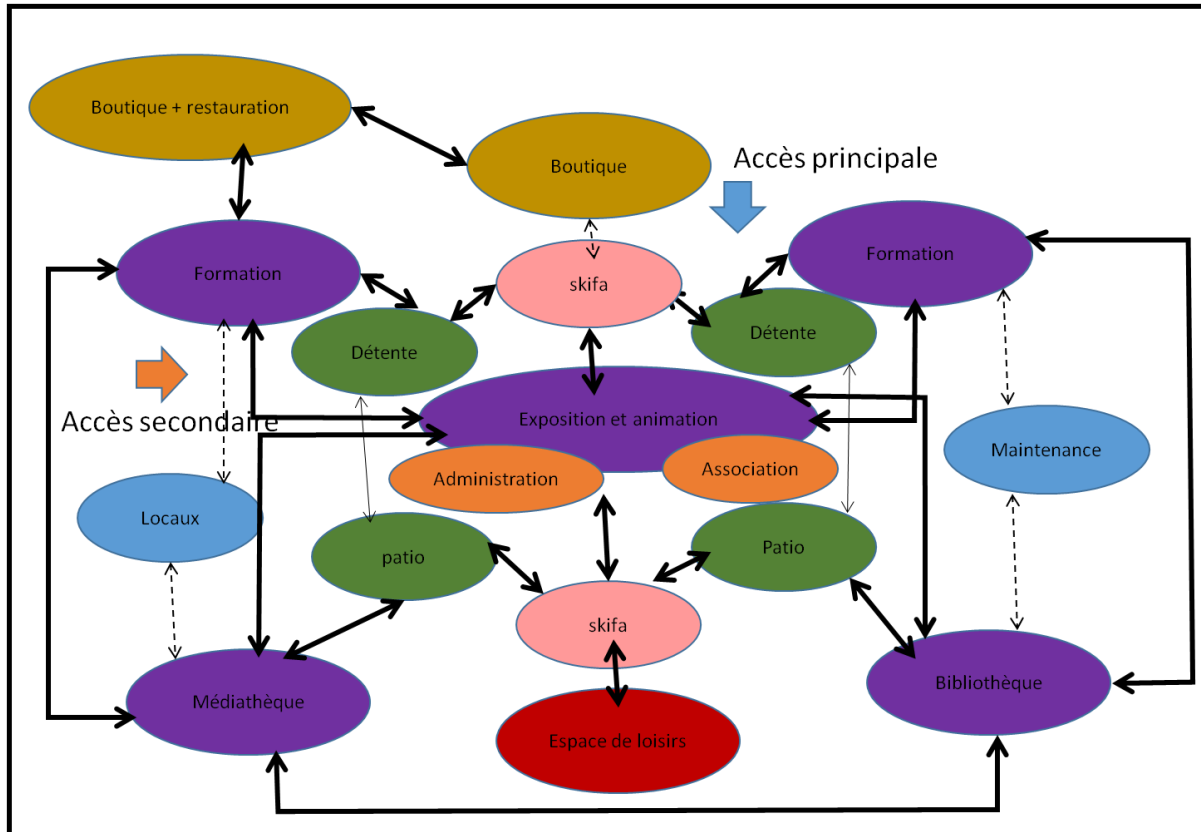 Boutique + restauration
Boutique
Accès principale
Formation
Formation
skifa
Détente
Détente
Exposition et animation
Accès secondaire
Administration
Association
Maintenance
Locaux
patio
Patio
skifa
Médiathèque
Bibliothèque
Espace de loisirs